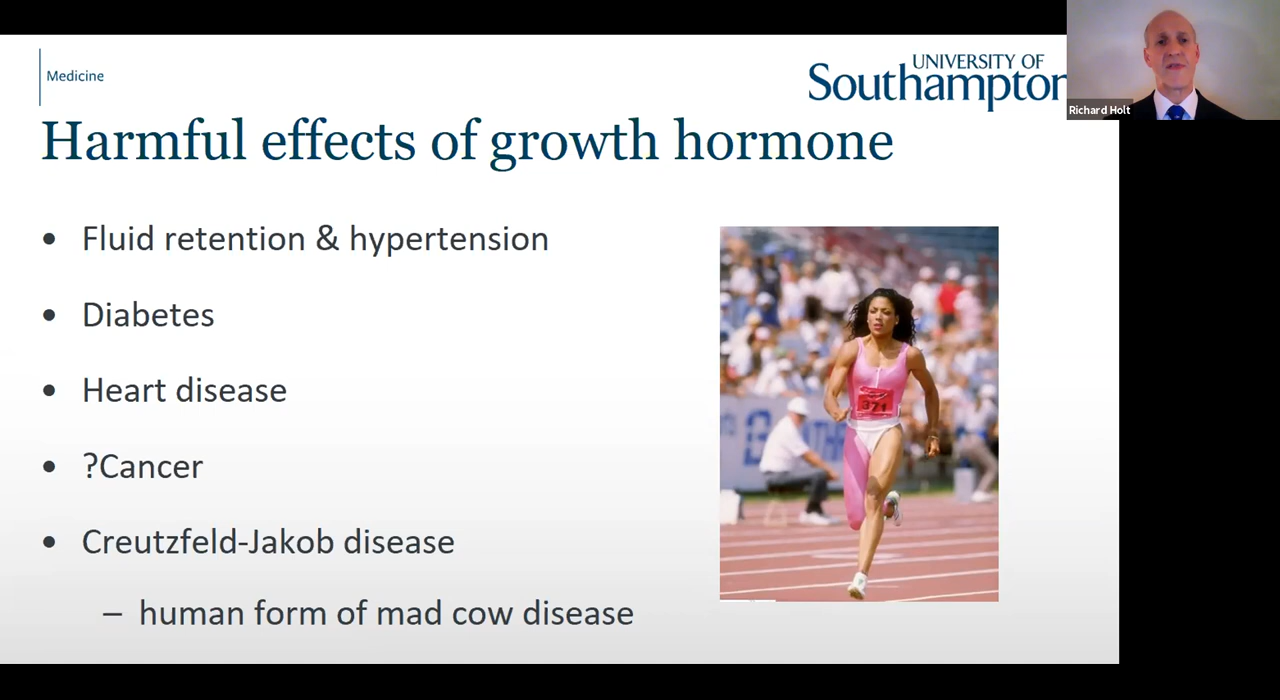 Medicine
UNIVERSITY OF
Southampton
Richard Holt
Harmful effects of growth hormone
• Fluid retention & hypertension
• Diabetes
• Heart disease
• ?Cancer
• Creutzfeld-Jakob disease
– human form of mad cow disease
371